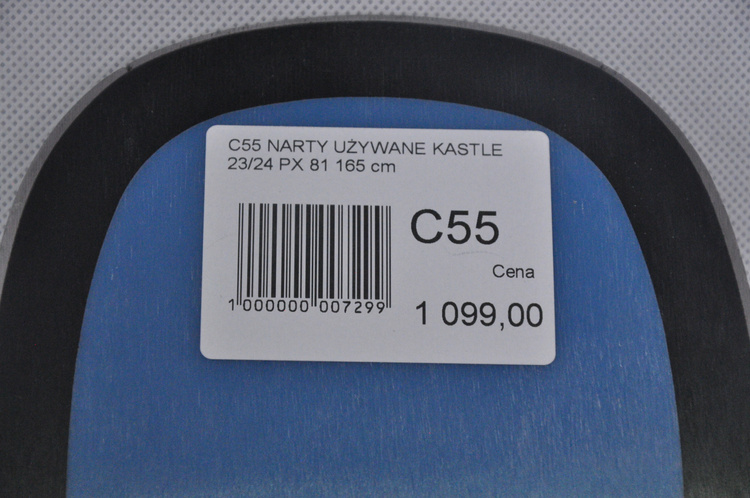 C55 NARTY UŻYWANE KASTLE
23/24 PX 81 165 cm
C55
Cena
1 000000 007299
1 099,00